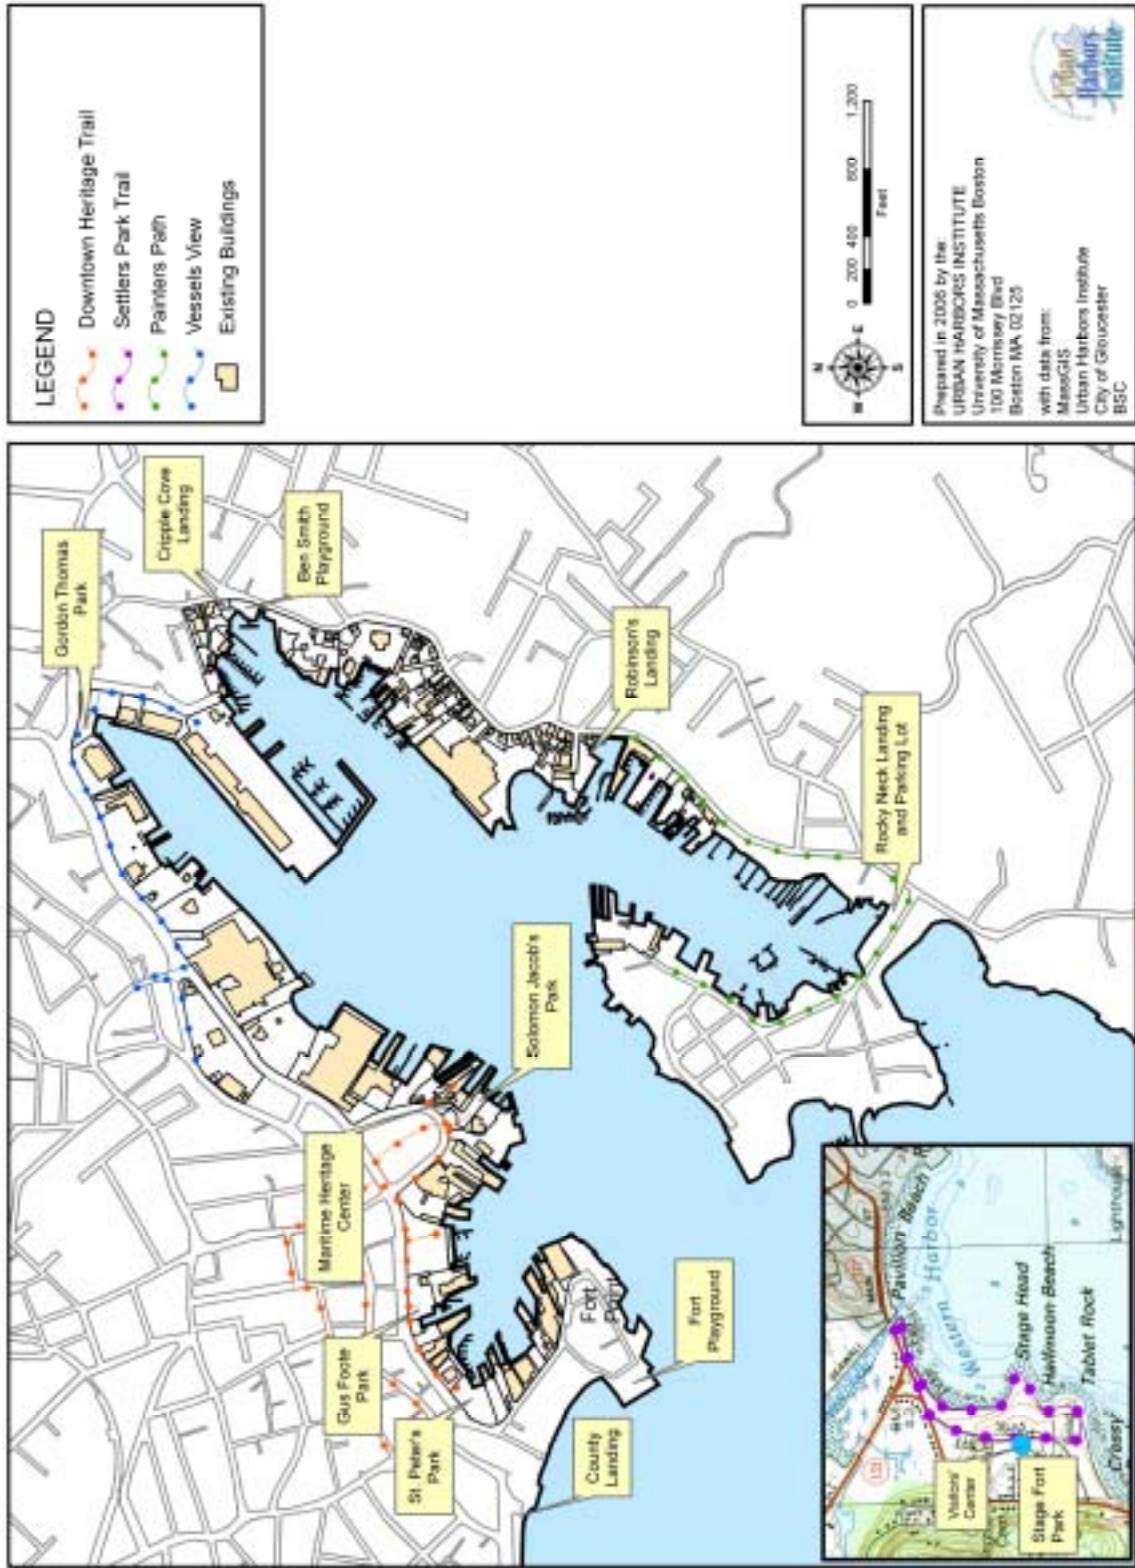 LEGEND
Downtown Heritage Trail
Settlers Park Trail
Painters Path
Vessels View
Existing Buildings
N
W E
S
0 200 400 800 1,200
Feet
Prepared in 2006 by the:
URBAN HARBORS INSTITUTE
University of Massachusetts Boston
100 Morrissey Blvd
Boston MA 02125
with data from:
MassGIS
Urban Harbors Institute
City of Gloucester
BSC
Urban
Harbors
Institute
Gordon Thomas
Park
Cripple Cove
Landing
Ben Smith
Playground
Robinson's
Landing
Rocky Neck Landing
and Parking Lot
Solomon Jacob's
Park
Maritime Heritage
Center
Gus Foote
Park
St. Peter's
Park
Fort
Point
Fort
Playground
County
Landing
Pavilion Beach
Western Harbor
Stage Head
Halfmoon Beach
Tablet Rock
Cressy
Visitors'
Center
Stage Fort
Park